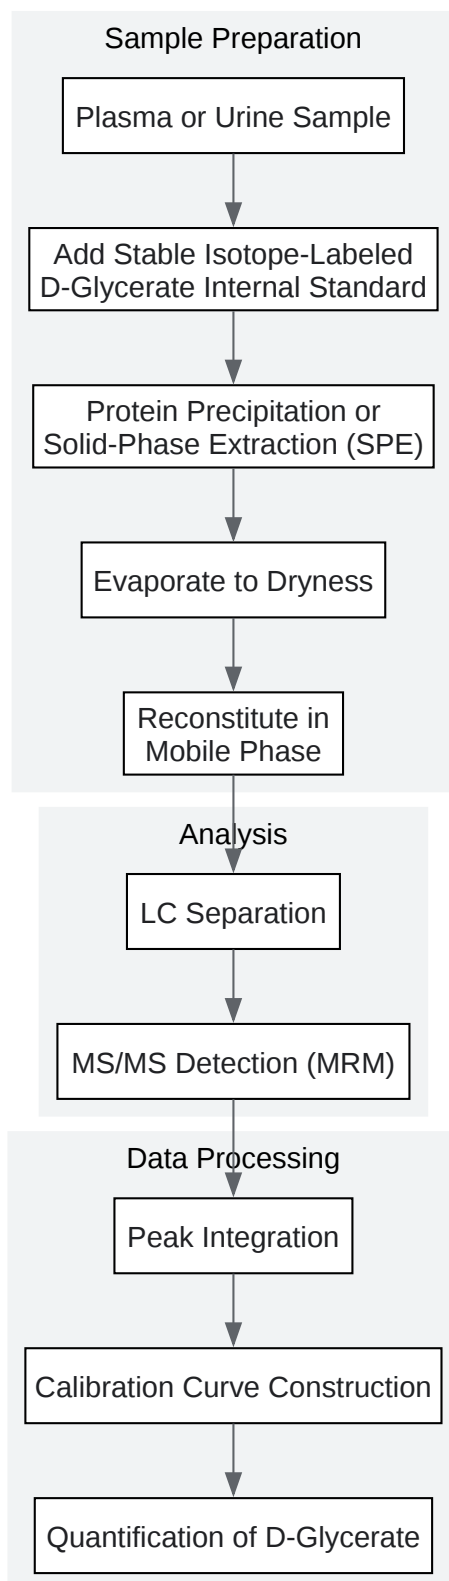 Sample Preparation
Plasma or Urine Sample
Add Stable Isotope-Labeled
D-Glycerate Internal Standard
Protein Precipitation or
Solid-Phase Extraction (SPE)
Evaporate to Dryness
Reconstitute in
Mobile Phase
Analysis
LC Separation
MS/MS Detection (MRM)
Data Processing
Peak Integration
Calibration Curve Construction
Quantification of D-Glycerate